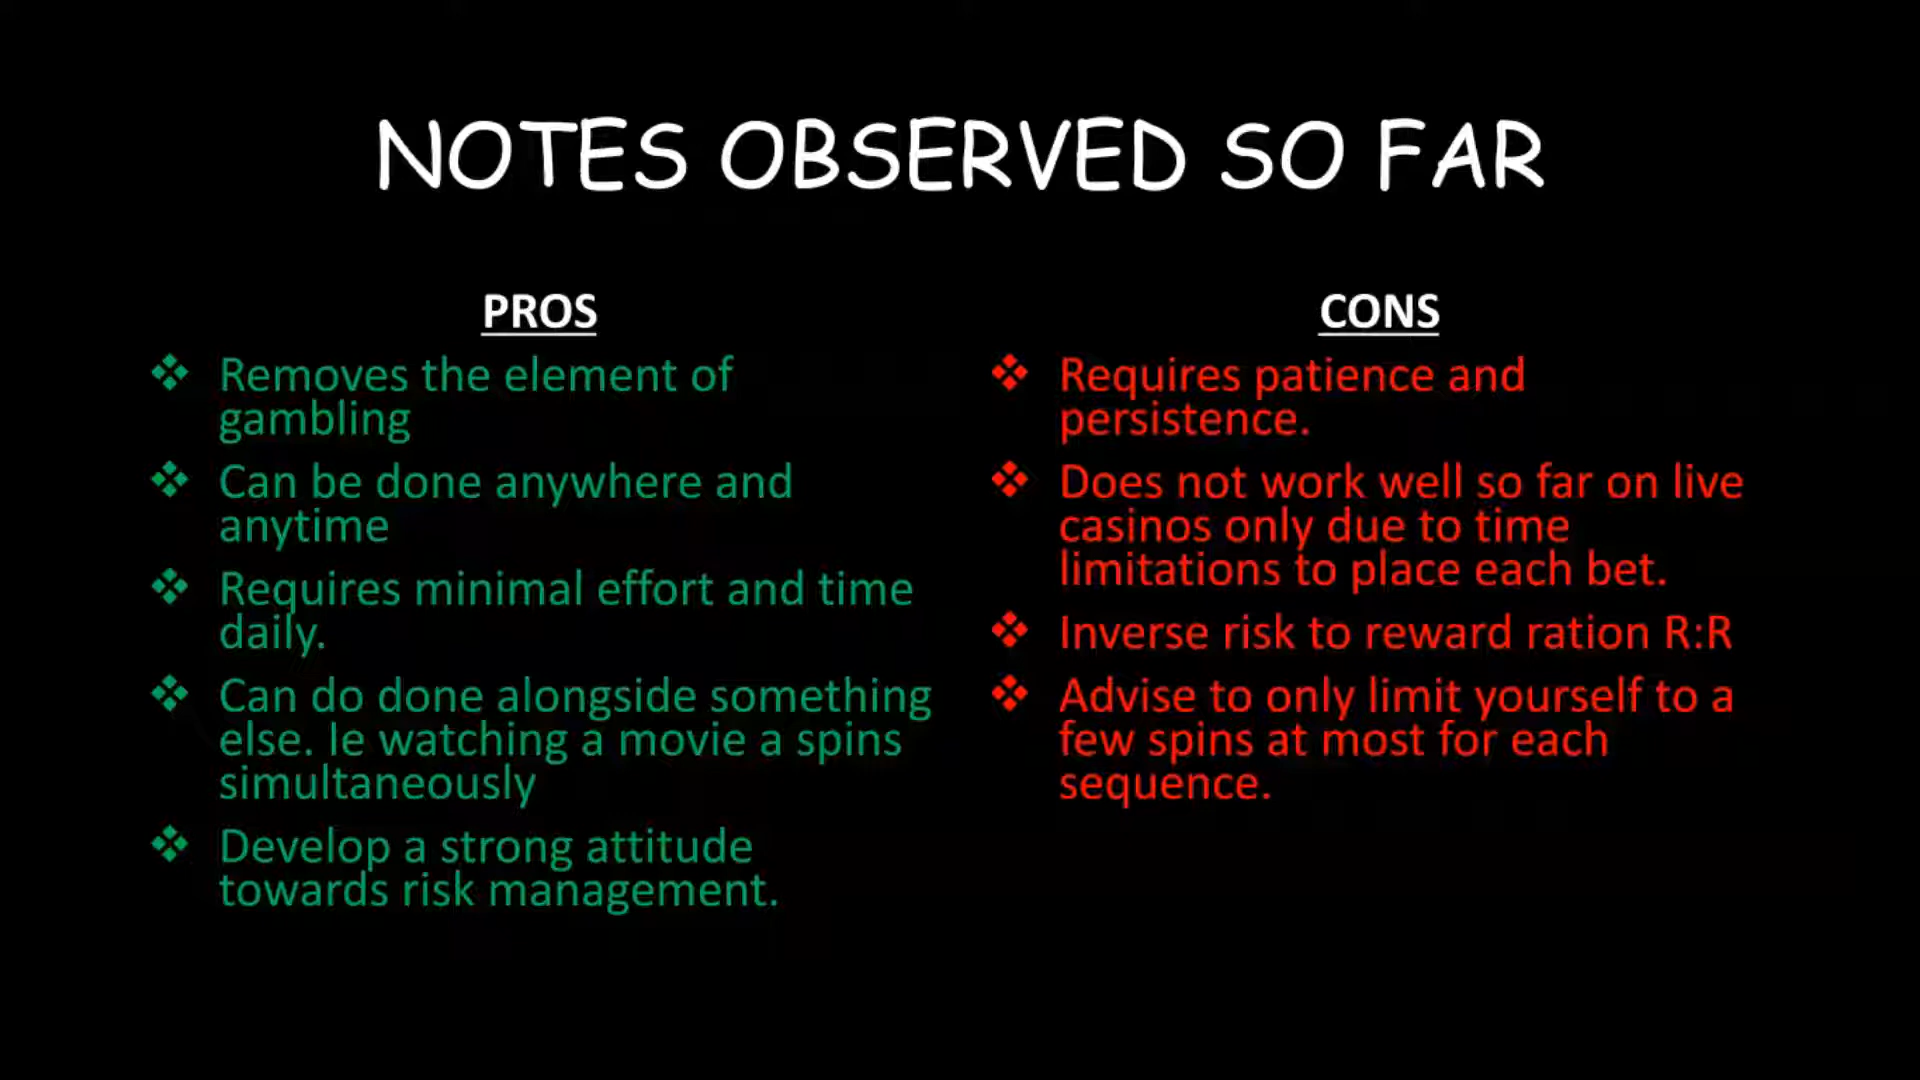 NOTES OBSERVED SO FAR
PROS
Removes the element of
gambling
Can be done anywhere and
anytime
Requires minimal effort and time
daily.
Can do done alongside something
else. Ie watching a movie a spins
simultaneously
Develop a strong attitude
towards risk management.
CONS
Requires patience and
persistence.
Does not work well so far on live
casinos only due to time
limitations to place each bet.
Inverse risk to reward ration R:R
Advise to only limit yourself to a
few spins at most for each
sequence.